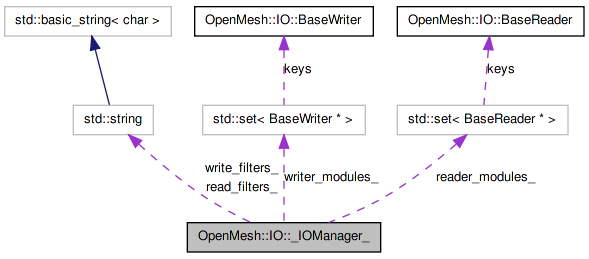 std::basic_string< char >
OpenMesh::IO::BaseWriter
OpenMesh::IO::BaseReader
keys
keys
std::string
std::set< BaseWriter * >
std::set< BaseReader * >
write_filters_
read_filters_
writer_modules_
reader_modules_
OpenMesh::IO::_IOManager_